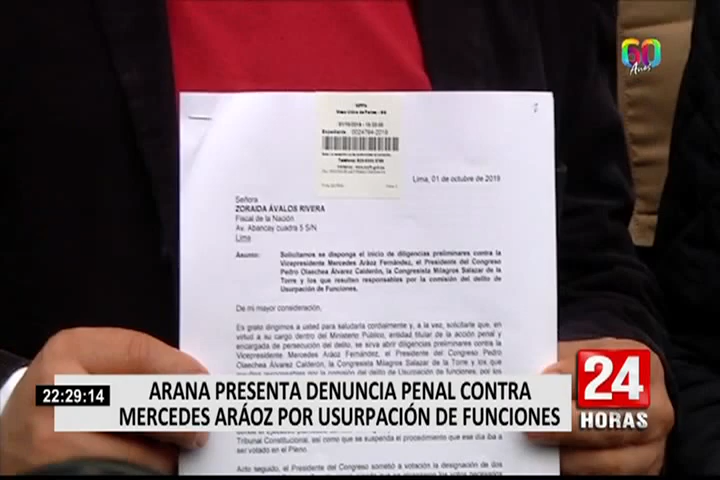 60
Años
Expediente 0024794-2019
Lima, 01 de octubre de 2019
Señora
ZORAIDA ÁVALOS RIVERA
Fiscal de la Nación
Av. Abancay cuadra 5 S/N
Lima
Asunto: Solicitamos se disponga el inicio de diligencias preliminares contra la
Vicepresidente Mercedes Aráoz Fernández, el Presidente del Congreso
Pedro Olaechea Álvarez Calderón, la Congresista Milagros Salazar de la
Torre y los que resulten responsables por la comisión del delito de
Usurpación de Funciones.
De mi mayor consideración.
Es grato dirigirnos a usted para saludarla cordialmente y, a la vez, solicitarle que, en
virtud a su cargo dentro del Ministerio Público, entidad titular de la acción penal y
encargada de persecución del delito, se sirva abrir diligencias preliminares contra la
Vicepresidente Mercedes Aráoz Fernández, el Presidente del Congreso Pedro
Olaechea Álvarez Calderón, la Congresista Milagros Salazar de la Torre y los que
24
HORAS
22:29:14
ARANA PRESENTA DENUNCIA PENAL CONTRA
MERCEDES ARÁOZ POR USURPACIÓN DE FUNCIONES
Tribunal Constitucional, así como que se suspenda el procedimiento que ese día iba a
ser votado en el Pleno.
Acto seguido, el Presidente del Congreso sometió a votación la designación de dos